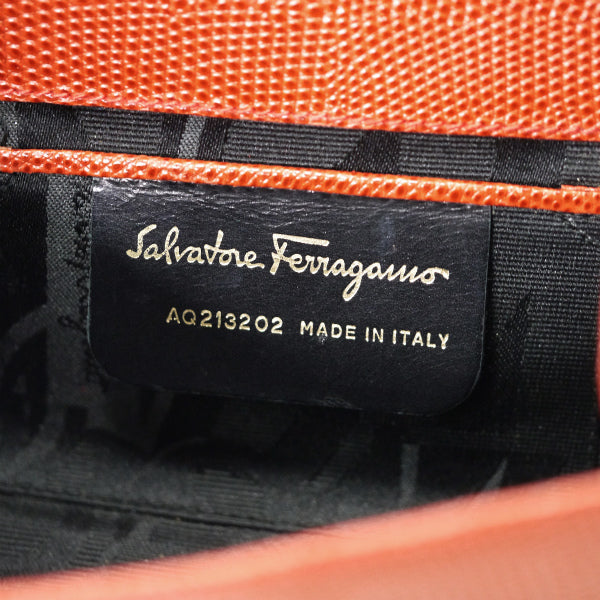 Salvatore Ferragamo
AQ213202 MADE IN ITALY